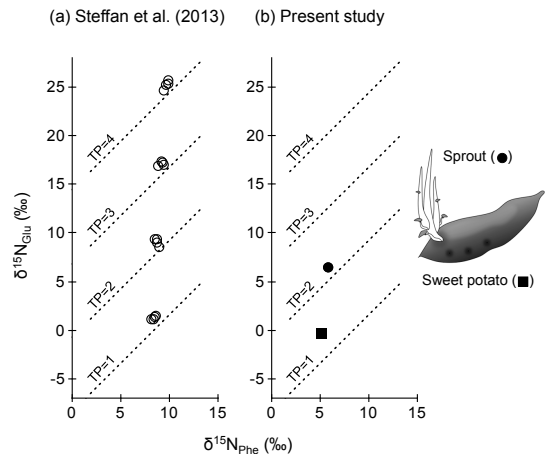 (a) Steffan et al. (2013) (b) Present study
25
20
15
10
5
0
-5
TP=4
TP=3
TP=2
TP=1
TP=4
TP=3
TP=2
TP=1
δ¹⁵N_Glu (‰)
Sprout (●)
Sweet potato (■)
0 5 10 15 0 5 10 15
δ¹⁵N_Phe (‰)